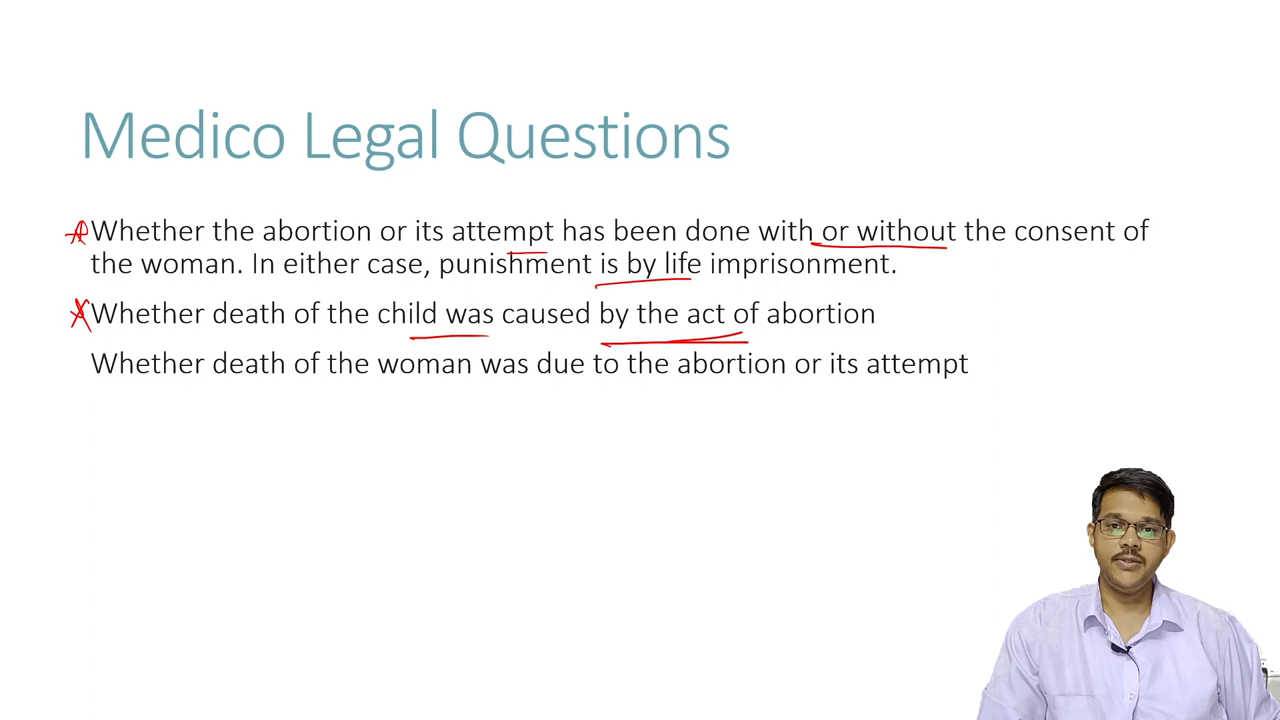 Medico Legal Questions
Whether the abortion or its attempt has been done with or without the consent of
the woman. In either case, punishment is by life imprisonment.
Whether death of the child was caused by the act of abortion
Whether death of the woman was due to the abortion or its attempt